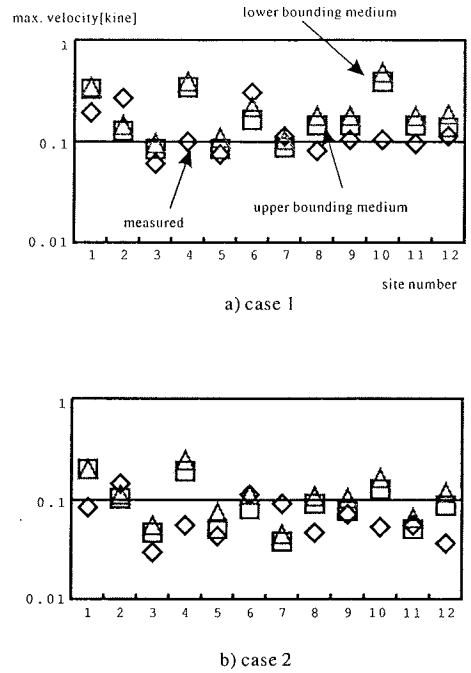 max. velocity[kine]
lower bounding medium
1
0.1
0.01
measured
upper bounding medium
1 2 3 4 5 6 7 8 9 10 11 12
site number
a) case 1
1
0.1
0.01
1 2 3 4 5 6 7 8 9 10 11 12
b) case 2